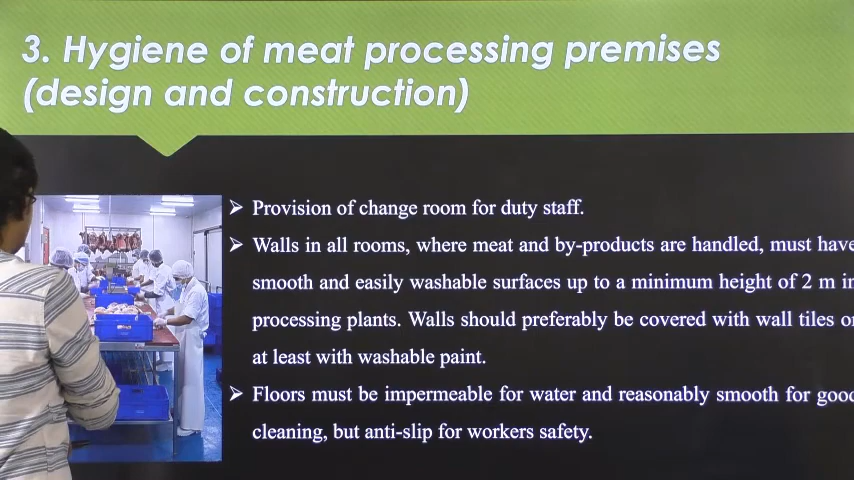 3. Hygiene of meat processing premises
(design and construction)
➢ Provision of change room for duty staff.
➢ Walls in all rooms, where meat and by-products are handled, must have
smooth and easily washable surfaces up to a minimum height of 2 m in
processing plants. Walls should preferably be covered with wall tiles or
at least with washable paint.
➢ Floors must be impermeable for water and reasonably smooth for good
cleaning, but anti-slip for workers safety.